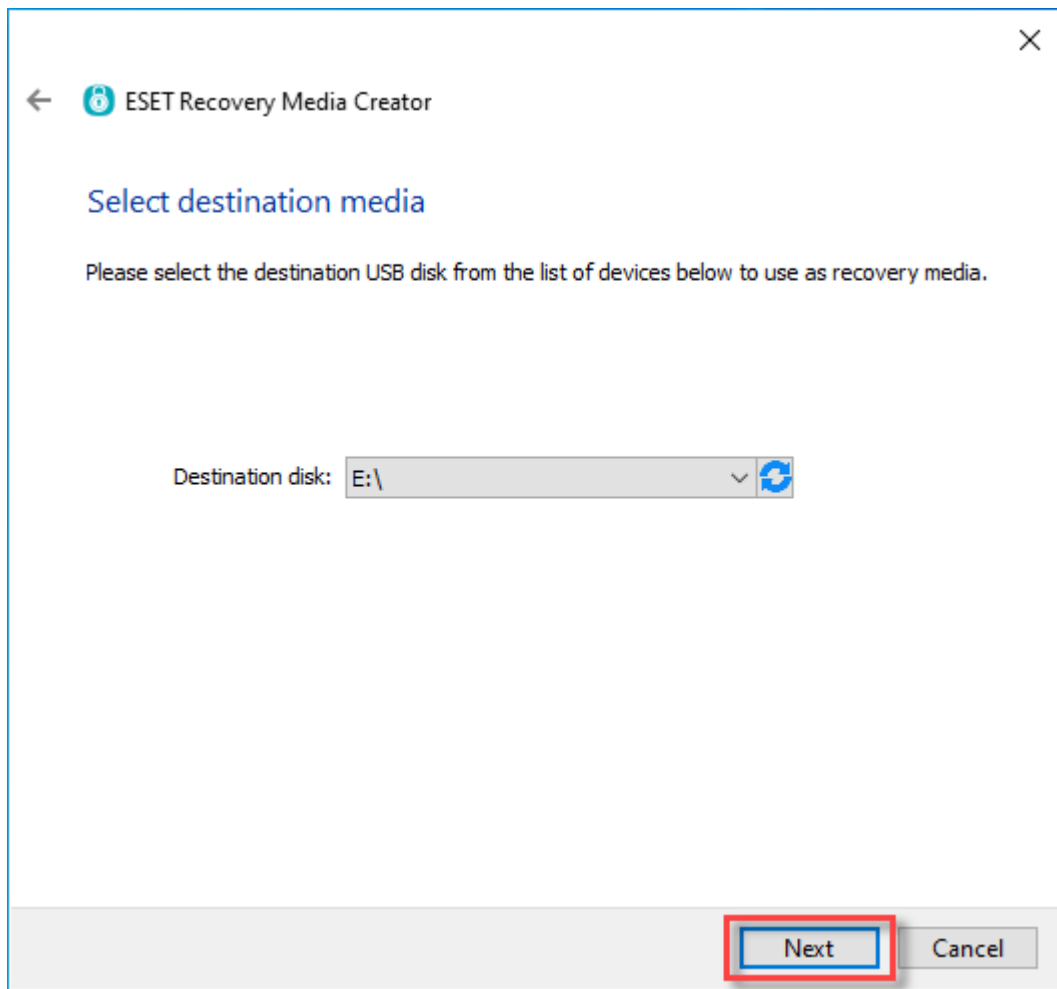 ESET Recovery Media Creator
Select destination media
Please select the destination USB disk from the list of devices below to use as recovery media.
Destination disk: E:\
Next Cancel